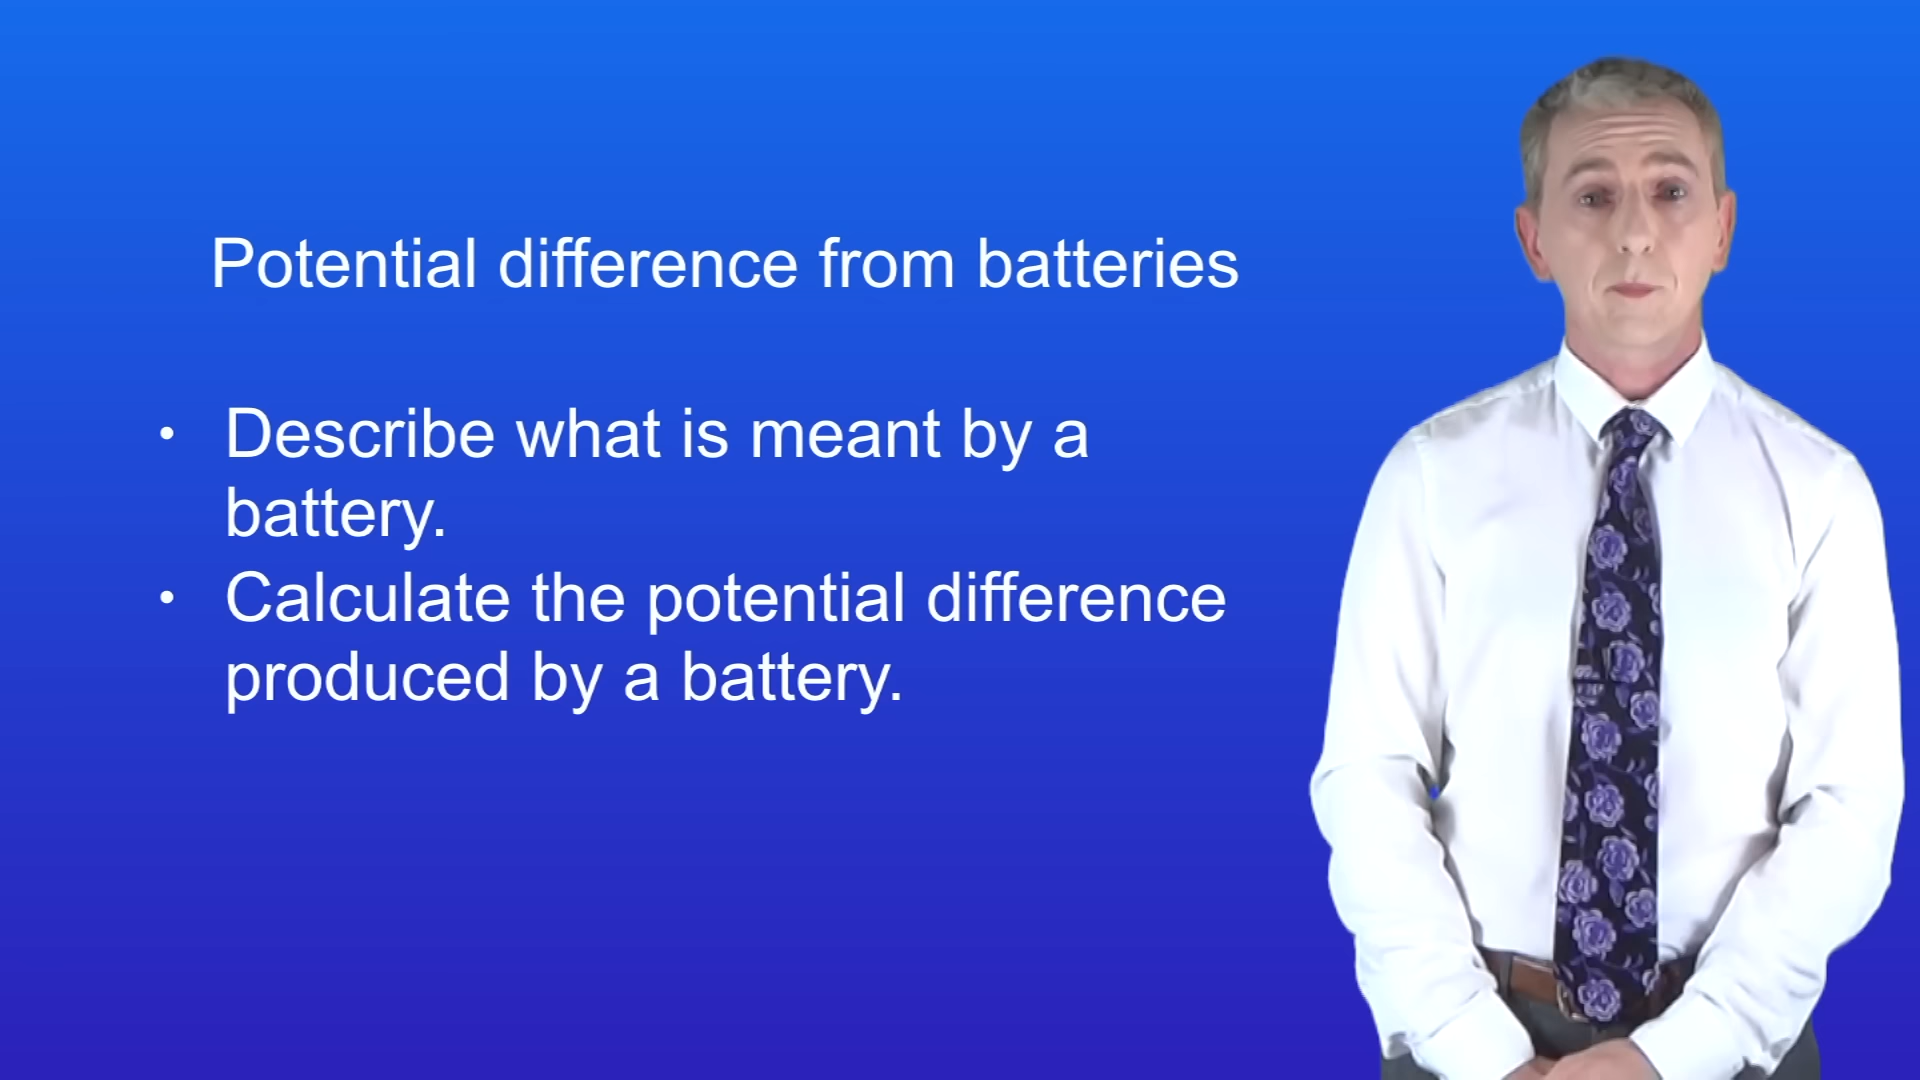 Potential difference from batteries
• Describe what is meant by a
battery.
• Calculate the potential difference
produced by a battery.